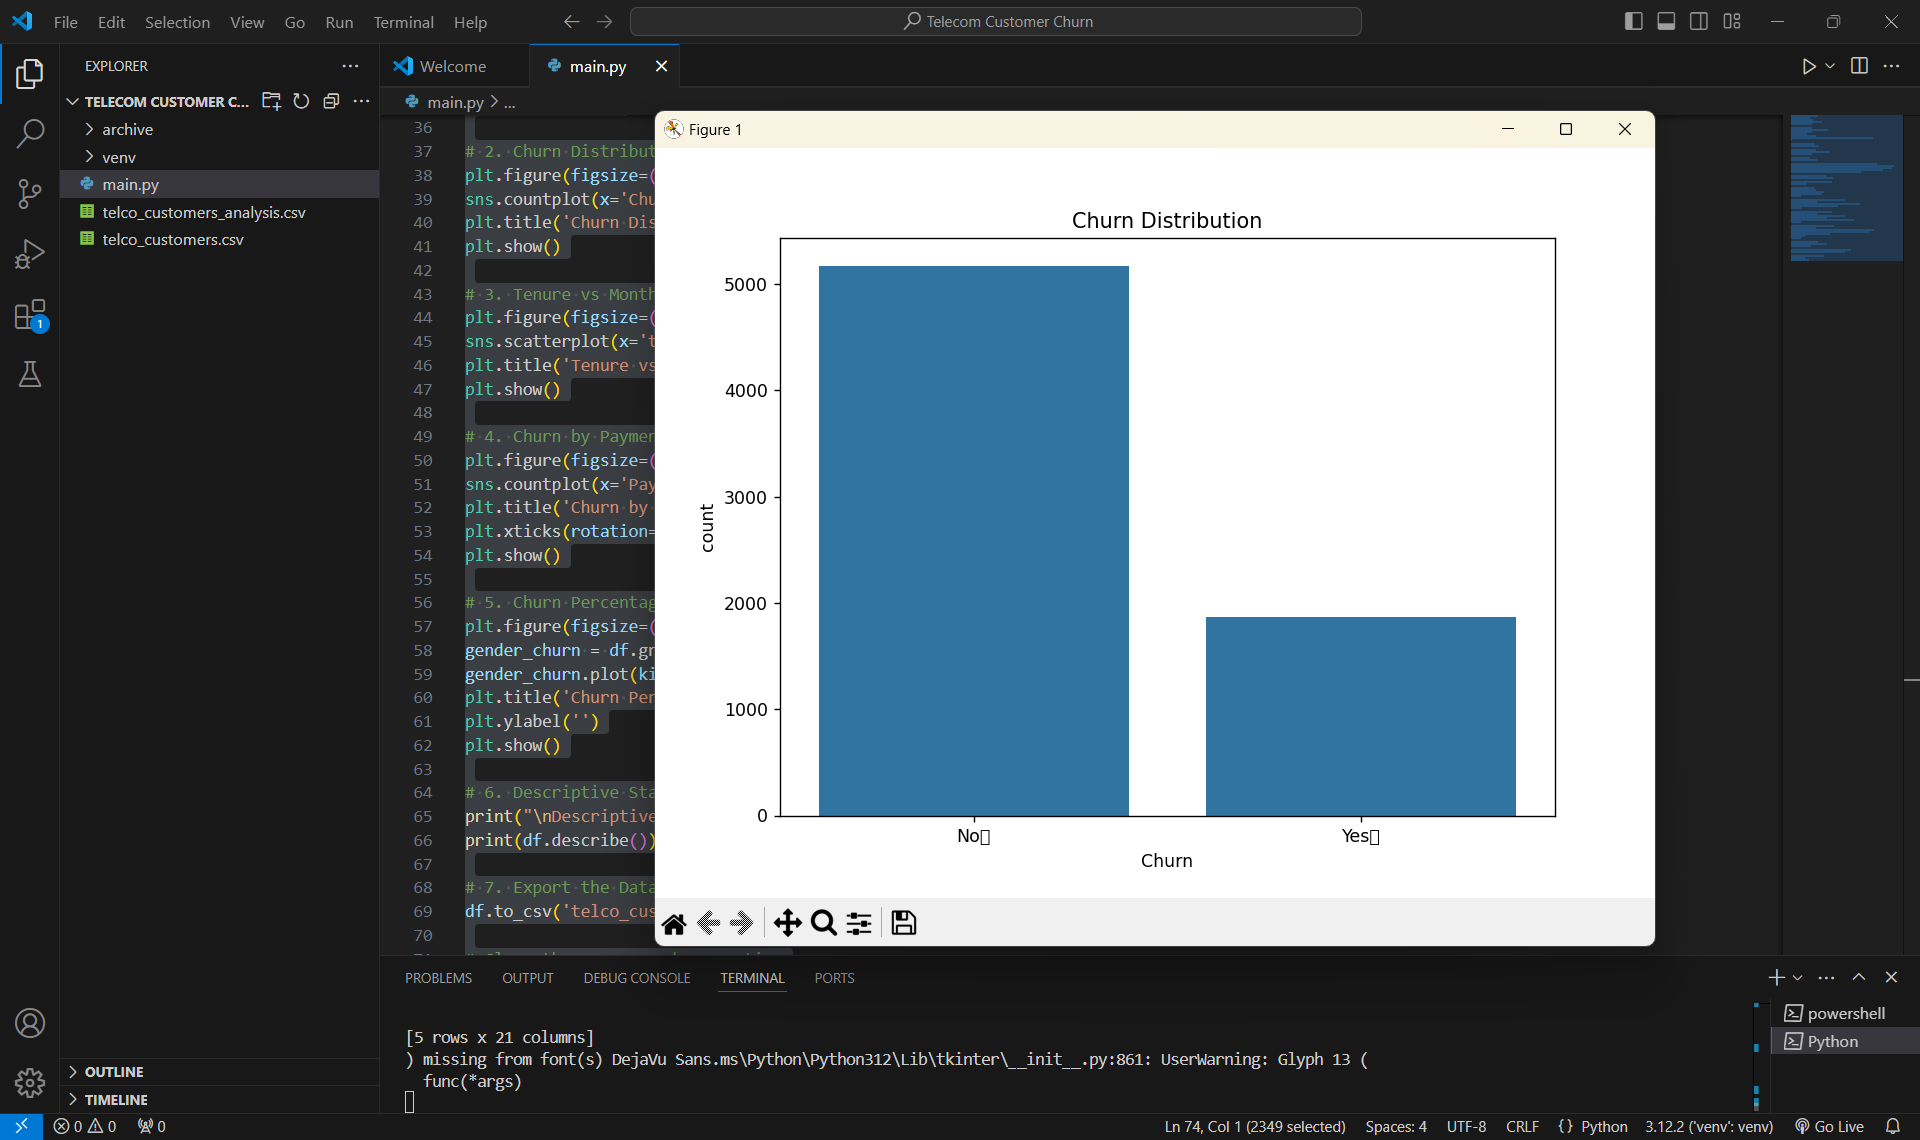 File Edit Selection View Go Run Terminal Help
Telecom Customer Churn
EXPLORER
TELECOM CUSTOMER C...
archive
venv
main.py
telco_customers_analysis.csv
telco_customers.csv
OUTLINE
TIMELINE
1
Welcome
main.py
main.py > ...
36
37 # 2. Churn Distribut
38 plt.figure(figsize=(
39 sns.countplot(x='Chu
40 plt.title('Churn Dis
41 plt.show()
42
43 # 3. Tenure vs Month
44 plt.figure(figsize=(
45 sns.scatterplot(x='t
46 plt.title('Tenure vs
47 plt.show()
48
49 # 4. Churn by Paymen
50 plt.figure(figsize=(
51 sns.countplot(x='Pay
52 plt.title('Churn by
53 plt.xticks(rotation=
54 plt.show()
55
56 # 5. Churn Percentag
57 plt.figure(figsize=(
58 gender_churn = df.gr
59 gender_churn.plot(ki
60 plt.title('Churn Per
61 plt.ylabel('')
62 plt.show()
63
64 # 6. Descriptive Sta
65 print("\nDescriptive
66 print(df.describe())
67
68 # 7. Export the Data
69 df.to_csv('telco_cus
70
Figure 1
Churn Distribution
5000
4000
3000
2000
1000
0
count
No▯ Yes▯
Churn
PROBLEMS OUTPUT DEBUG CONSOLE TERMINAL PORTS
[5 rows x 21 columns]
) missing from font(s) DejaVu Sans.ms\Python\Python312\Lib\tkinter\__init__.py:861: UserWarning: Glyph 13 (
func(*args)
powershell
Python
0 0 0
Ln 74, Col 1 (2349 selected) Spaces: 4 UTF-8 CRLF {} Python 3.12.2 ('venv': venv) Go Live